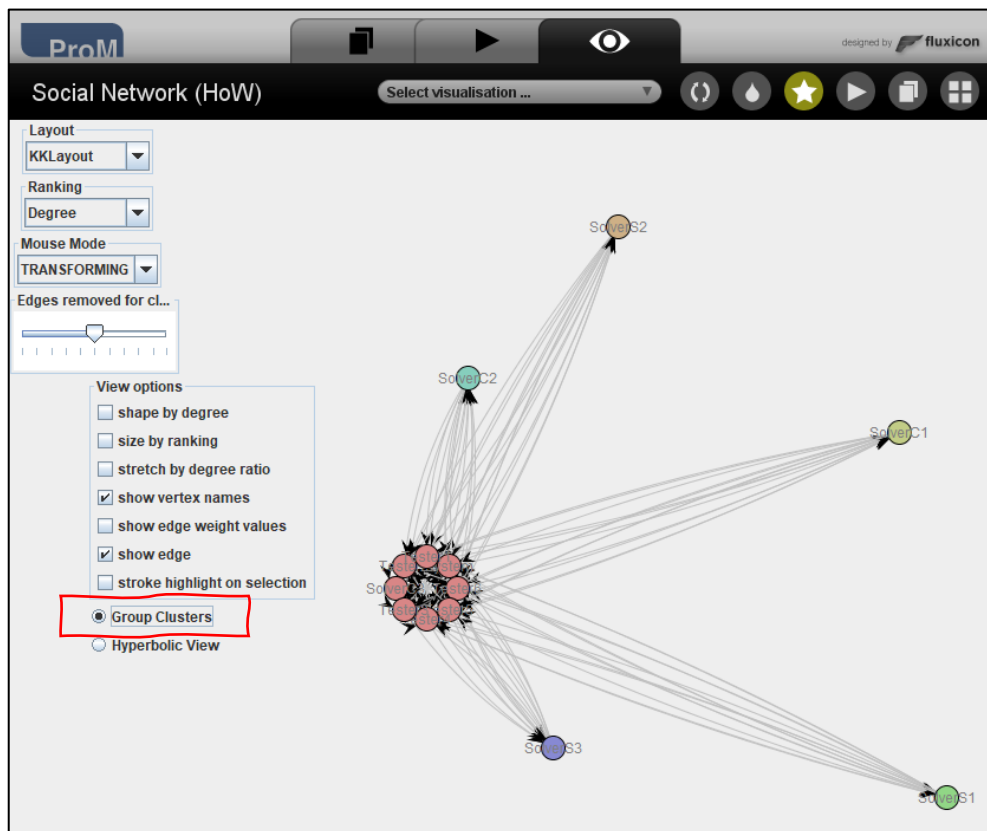 ProM
designed by fluxicon
Social Network (HoW)
Select visualisation ...
Layout
KKLayout
Ranking
Degree
Mouse Mode
TRANSFORMING
Edges removed for cl...
View options
shape by degree
size by ranking
stretch by degree ratio
show vertex names
show edge weight values
show edge
stroke highlight on selection
Group Clusters
Hyperbolic View
SolverS2
SolverC2
SolverC1
SolverS3
SolverS1